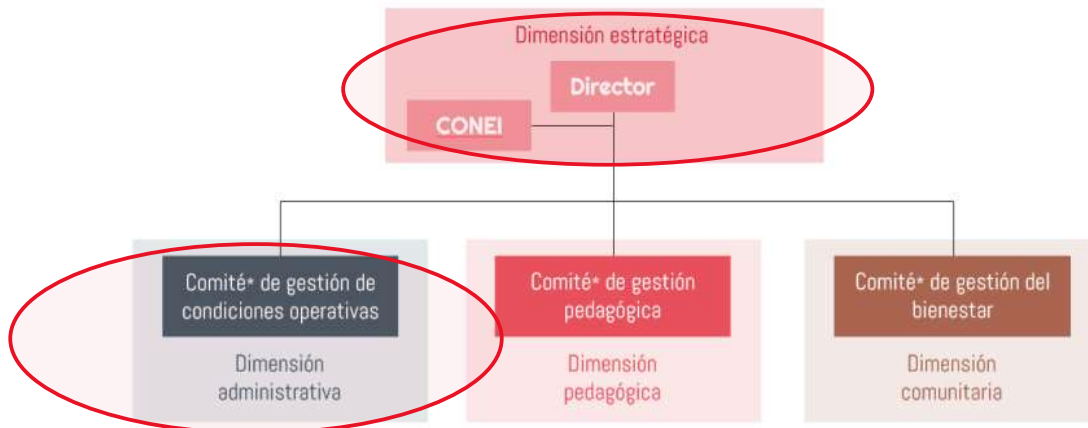 Dimensión estratégica
Director
CONEI
Comité* de gestión de
condiciones operativas
Dimensión
administrativa
Comité* de gestión
pedagógica
Dimensión
pedagógica
Comité* de gestión del
bienestar
Dimensión
comunitaria